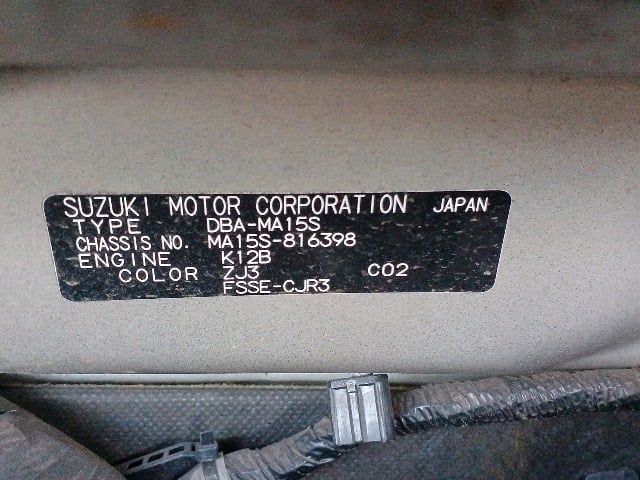 SUZUKI MOTOR CORPORATION JAPAN
TYPE DBA-MA15S
CHASSIS NO. MA15S-816398
ENGINE K12B
COLOR ZJ3 C02
FSSE-CJR3